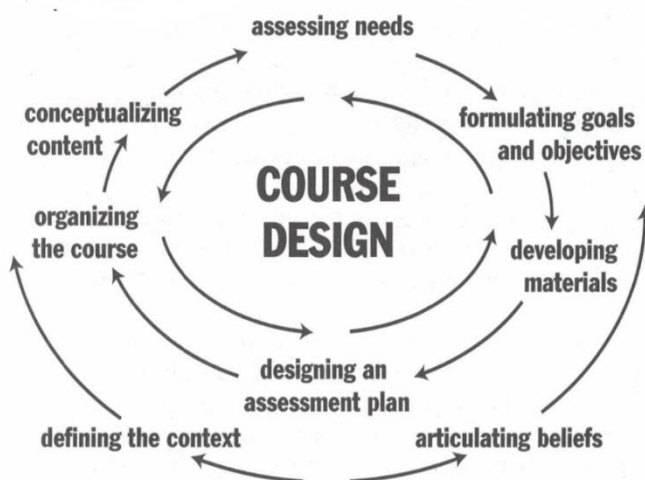 assessing needs
conceptualizing
content
formulating goals
and objectives
COURSE
DESIGN
organizing
the course
developing
materials
designing an
assessment plan
defining the context
articulating beliefs